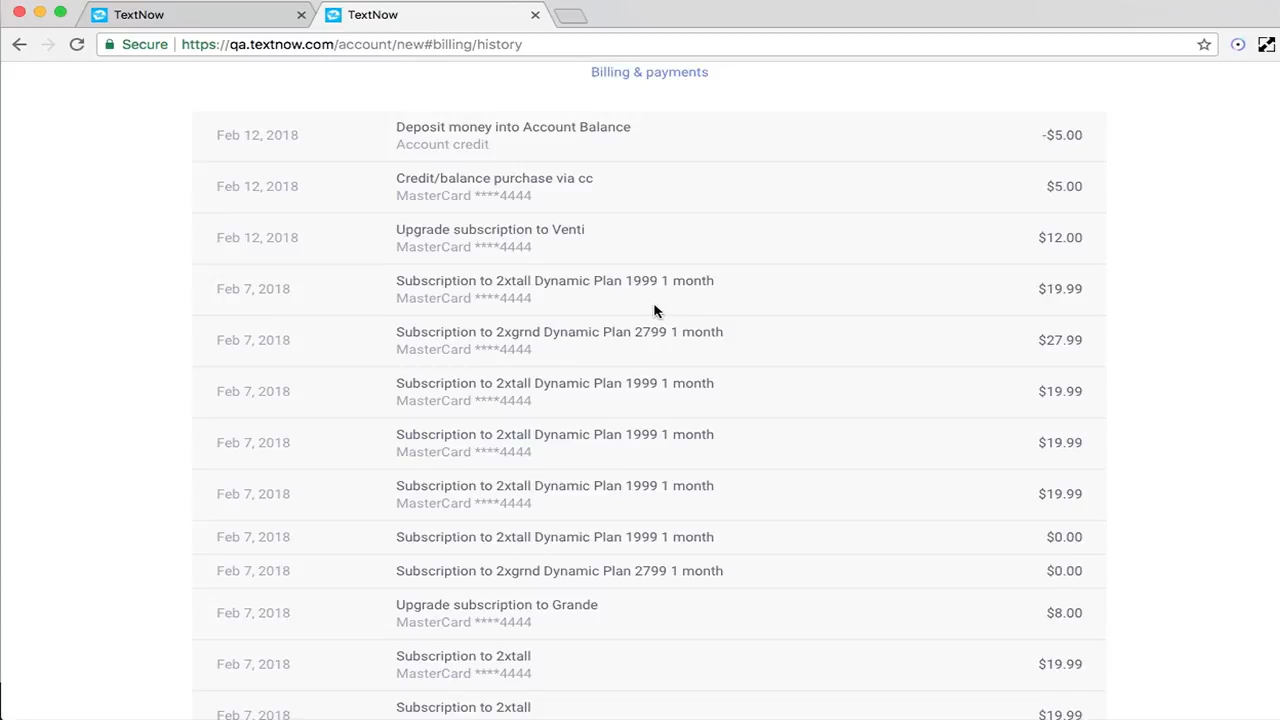 TextNow
TextNow
Secure https://qa.textnow.com/account/new#billing/history
Billing & payments
Feb 12, 2018 Deposit money into Account Balance -$5.00
Account credit
Feb 12, 2018 Credit/balance purchase via cc $5.00
MasterCard ****4444
Feb 12, 2018 Upgrade subscription to Venti $12.00
MasterCard ****4444
Feb 7, 2018 Subscription to 2xtall Dynamic Plan 1999 1 month $19.99
MasterCard ****4444
Feb 7, 2018 Subscription to 2xgrnd Dynamic Plan 2799 1 month $27.99
MasterCard ****4444
Feb 7, 2018 Subscription to 2xtall Dynamic Plan 1999 1 month $19.99
MasterCard ****4444
Feb 7, 2018 Subscription to 2xtall Dynamic Plan 1999 1 month $19.99
MasterCard ****4444
Feb 7, 2018 Subscription to 2xtall Dynamic Plan 1999 1 month $19.99
MasterCard ****4444
Feb 7, 2018 Subscription to 2xtall Dynamic Plan 1999 1 month $0.00
Feb 7, 2018 Subscription to 2xgrnd Dynamic Plan 2799 1 month $0.00
Feb 7, 2018 Upgrade subscription to Grande $8.00
MasterCard ****4444
Feb 7, 2018 Subscription to 2xtall $19.99
MasterCard ****4444
Feb 7, 2018 Subscription to 2xtall $19.99